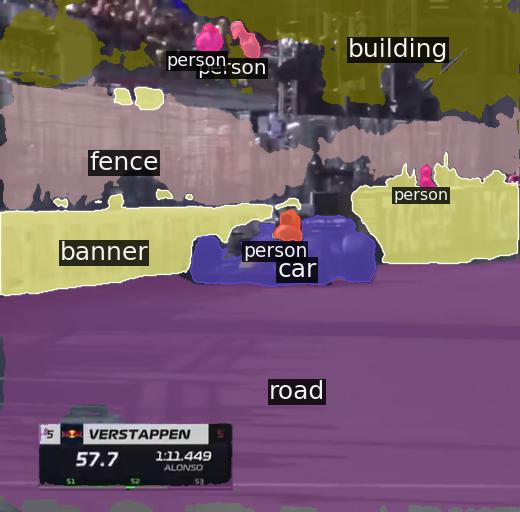 building
person
person
fence
person
banner
person
car
road
5 VERSTAPPEN 5
57.7 1:11.449
ALONSO
S1 S2 S3